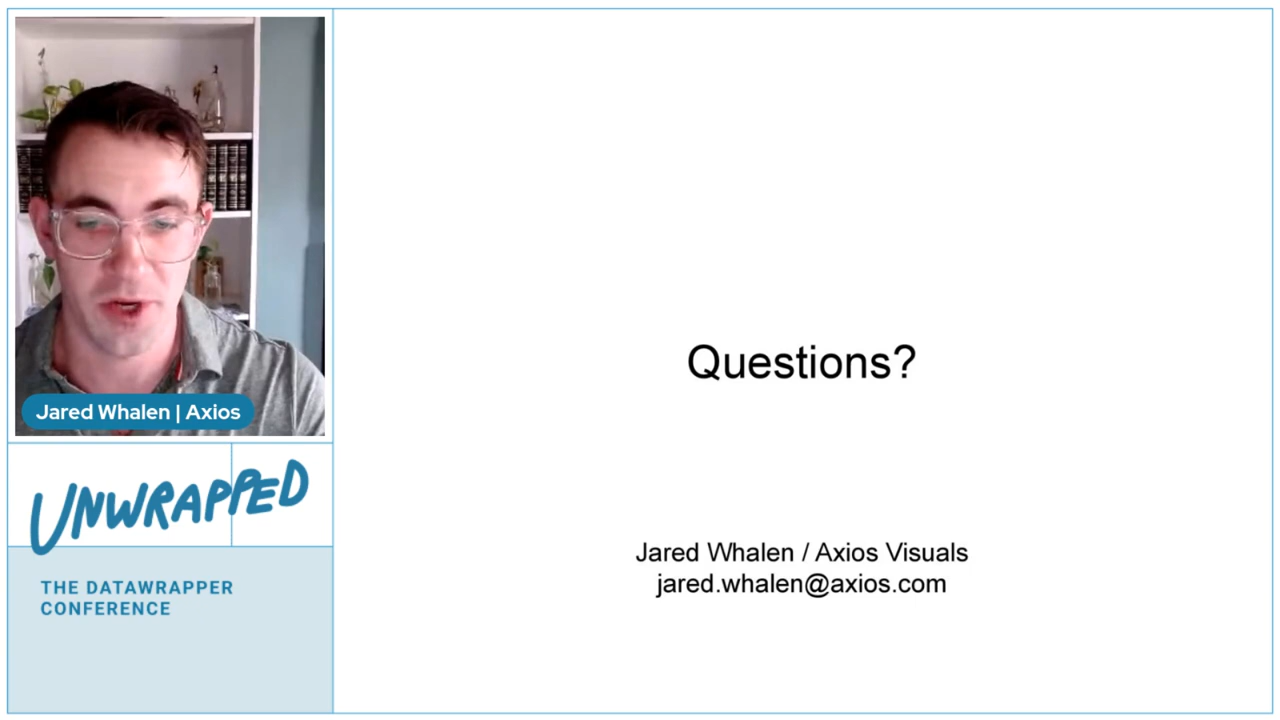 Jared Whalen | Axios
UNWRAPPED
THE DATAWRAPPER
CONFERENCE
Questions?
Jared Whalen / Axios Visuals
jared.whalen@axios.com